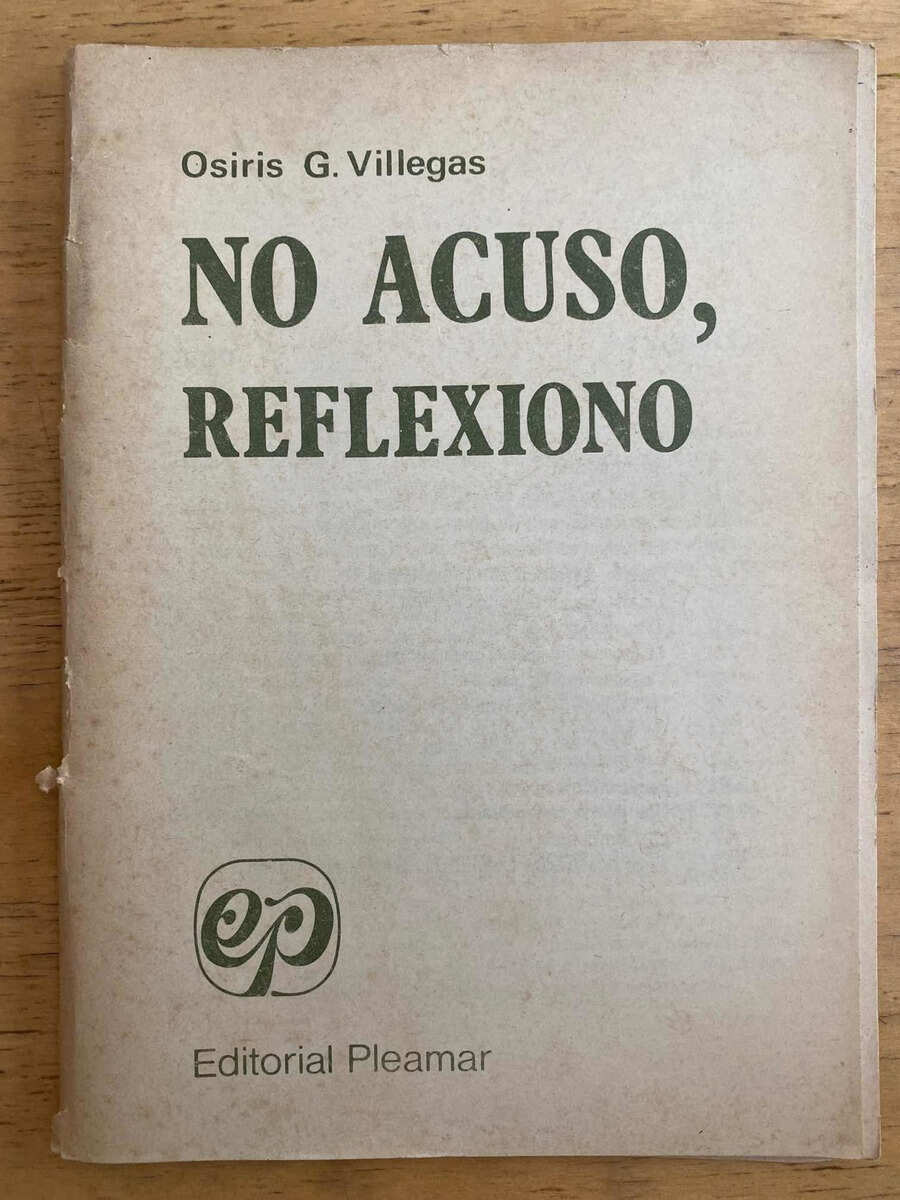 Osiris G. Villegas
NO ACUSO,
REFLEXIONO
ep
Editorial Pleamar